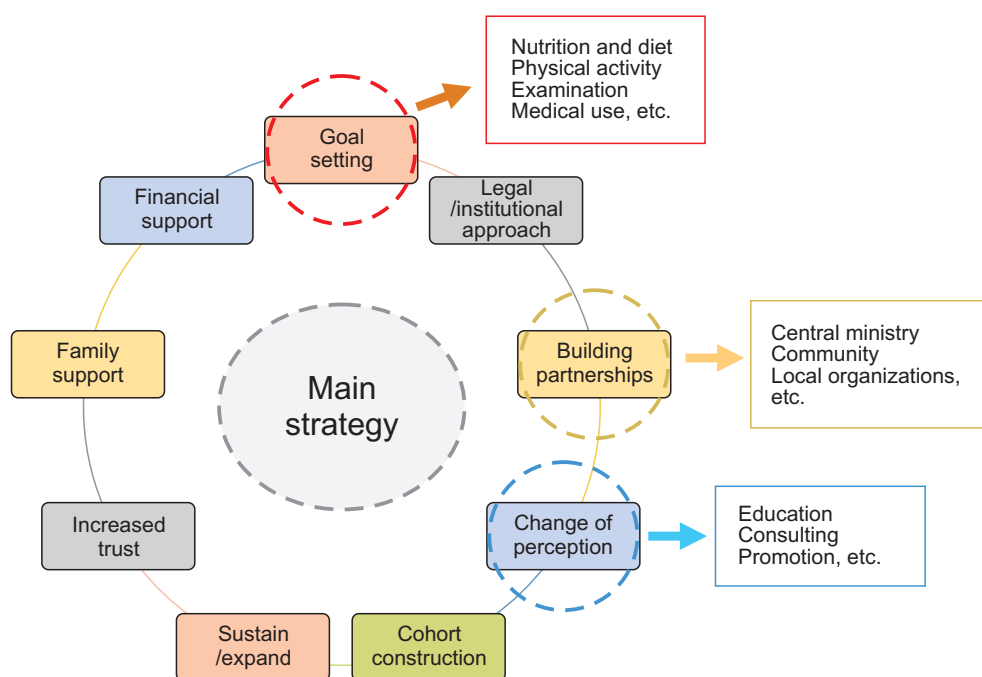 Nutrition and diet
Physical activity
Examination
Medical use, etc.
Goal
setting
Legal
/institutional
approach
Building
partnerships
Central ministry
Community
Local organizations,
etc.
Change of
perception
Education
Consulting
Promotion, etc.
Cohort
construction
Sustain
/expand
Increased
trust
Family
support
Financial
support
Main
strategy